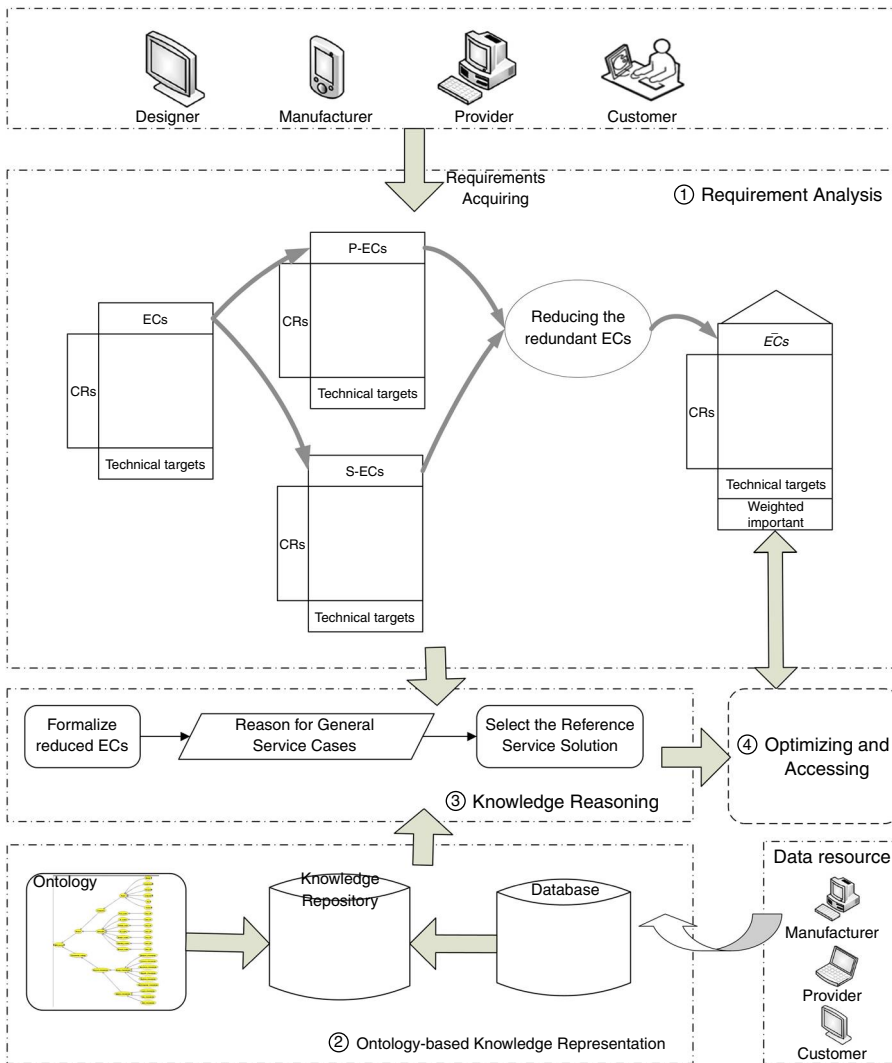 Designer
Manufacturer
Provider
Customer
Requirements
Acquiring
① Requirement Analysis
P-ECs
CRs
Technical targets
ECs
CRs
Technical targets
S-ECs
CRs
Technical targets
Reducing the
redundant ECs
E̅Cs
CRs
Technical targets
Weighted
important
Formalize
reduced ECs
Reason for General
Service Cases
Select the Reference
Service Solution
③ Knowledge Reasoning
④ Optimizing and
Accessing
Ontology
Knowledge
Repository
Database
② Ontology-based Knowledge Representation
Data resource
Manufacturer
Provider
Customer